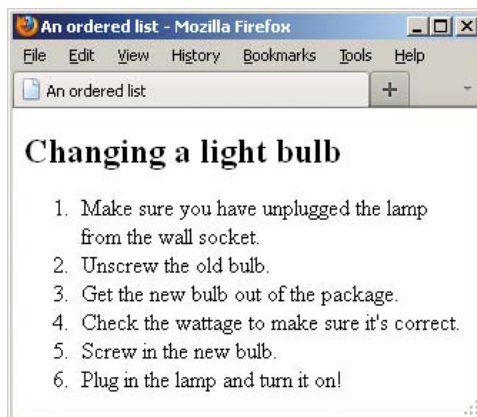 An ordered list - Mozilla Firefox
File Edit View History Bookmarks Tools Help
An ordered list
Changing a light bulb
1. Make sure you have unplugged the lamp
from the wall socket.
2. Unscrew the old bulb.
3. Get the new bulb out of the package.
4. Check the wattage to make sure it's correct.
5. Screw in the new bulb.
6. Plug in the lamp and turn it on!